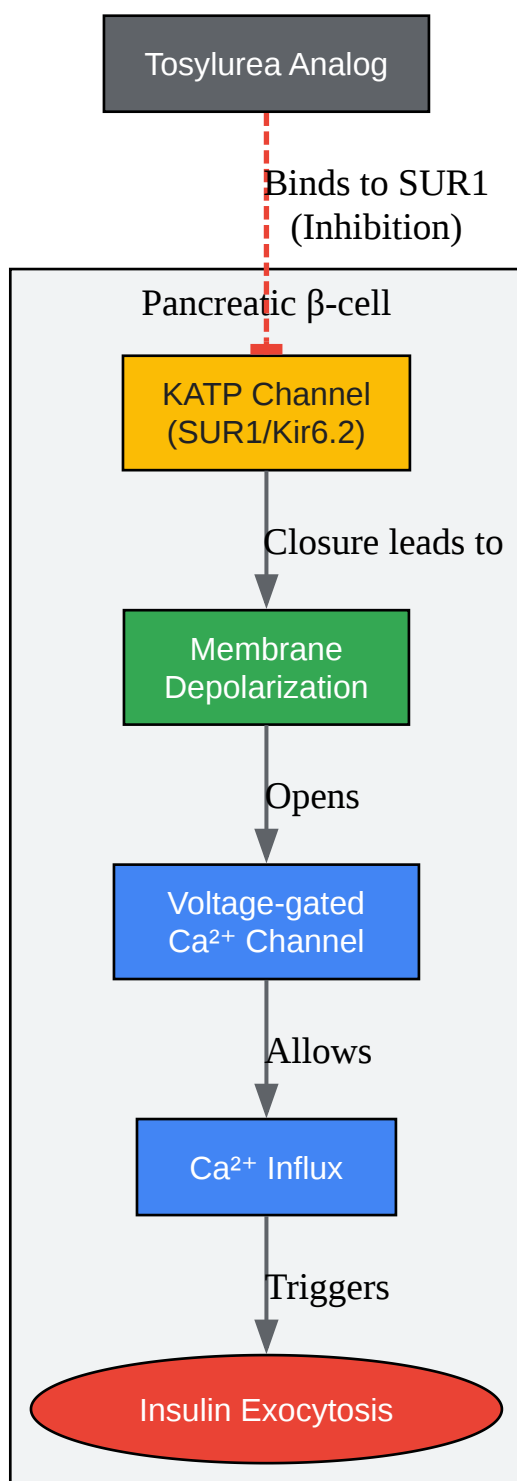 Tosylurea Analog
Binds to SUR1
(Inhibition)
Pancreatic β-cell
KATP Channel
(SUR1/Kir6.2)
Closure leads to
Membrane
Depolarization
Opens
Voltage-gated
Ca²⁺ Channel
Allows
Ca²⁺ Influx
Triggers
Insulin Exocytosis